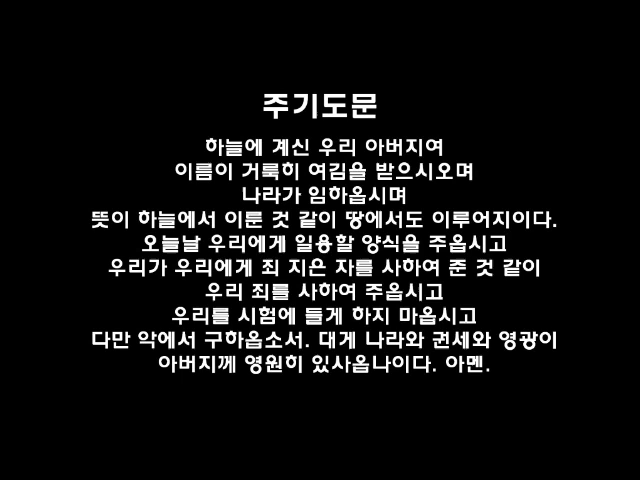 주기도문
하늘에 계신 우리 아버지여
이름이 거룩히 여김을 받으시오며
나라가 임하옵시며
뜻이 하늘에서 이룬 것 같이 땅에서도 이루어지이다.
오늘날 우리에게 일용할 양식을 주옵시고
우리가 우리에게 죄 지은 자를 사하여 준 것 같이
우리 죄를 사하여 주옵시고
우리를 시험에 들게 하지 마옵시고
다만 악에서 구하옵소서. 대게 나라와 권세와 영광이
아버지께 영원히 있사옵나이다. 아멘.